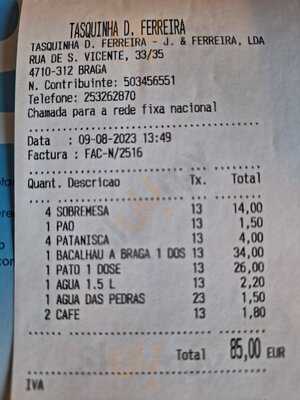 TASQUINHA D. FERREIRA
TASQUINHA D. FERREIRA - J. & FERREIRA, LDA
RUA DE S. VICENTE, 33/35
4710-312 BRAGA
N. Contribuinte: 503456551
Telefone: 253262870
Chamada para a rede fixa nacional
Data : 09-08-2023 13:49
Factura : FAC-N/2516
Quant. Descricao Tx. Total
4 SOBREMESA 13 14,00
1 PAO 13 1,50
4 PATANISCA 13 4,00
1 BACALHAU A BRAGA 1 DOS 13 34,00
1 PATO 1 DOSE 13 26,00
1 AGUA 1.5 L 13 2,20
1 AGUA DAS PEDRAS 23 1,50
2 CAFE 13 1,80
Total 85,00 EUR
IVA